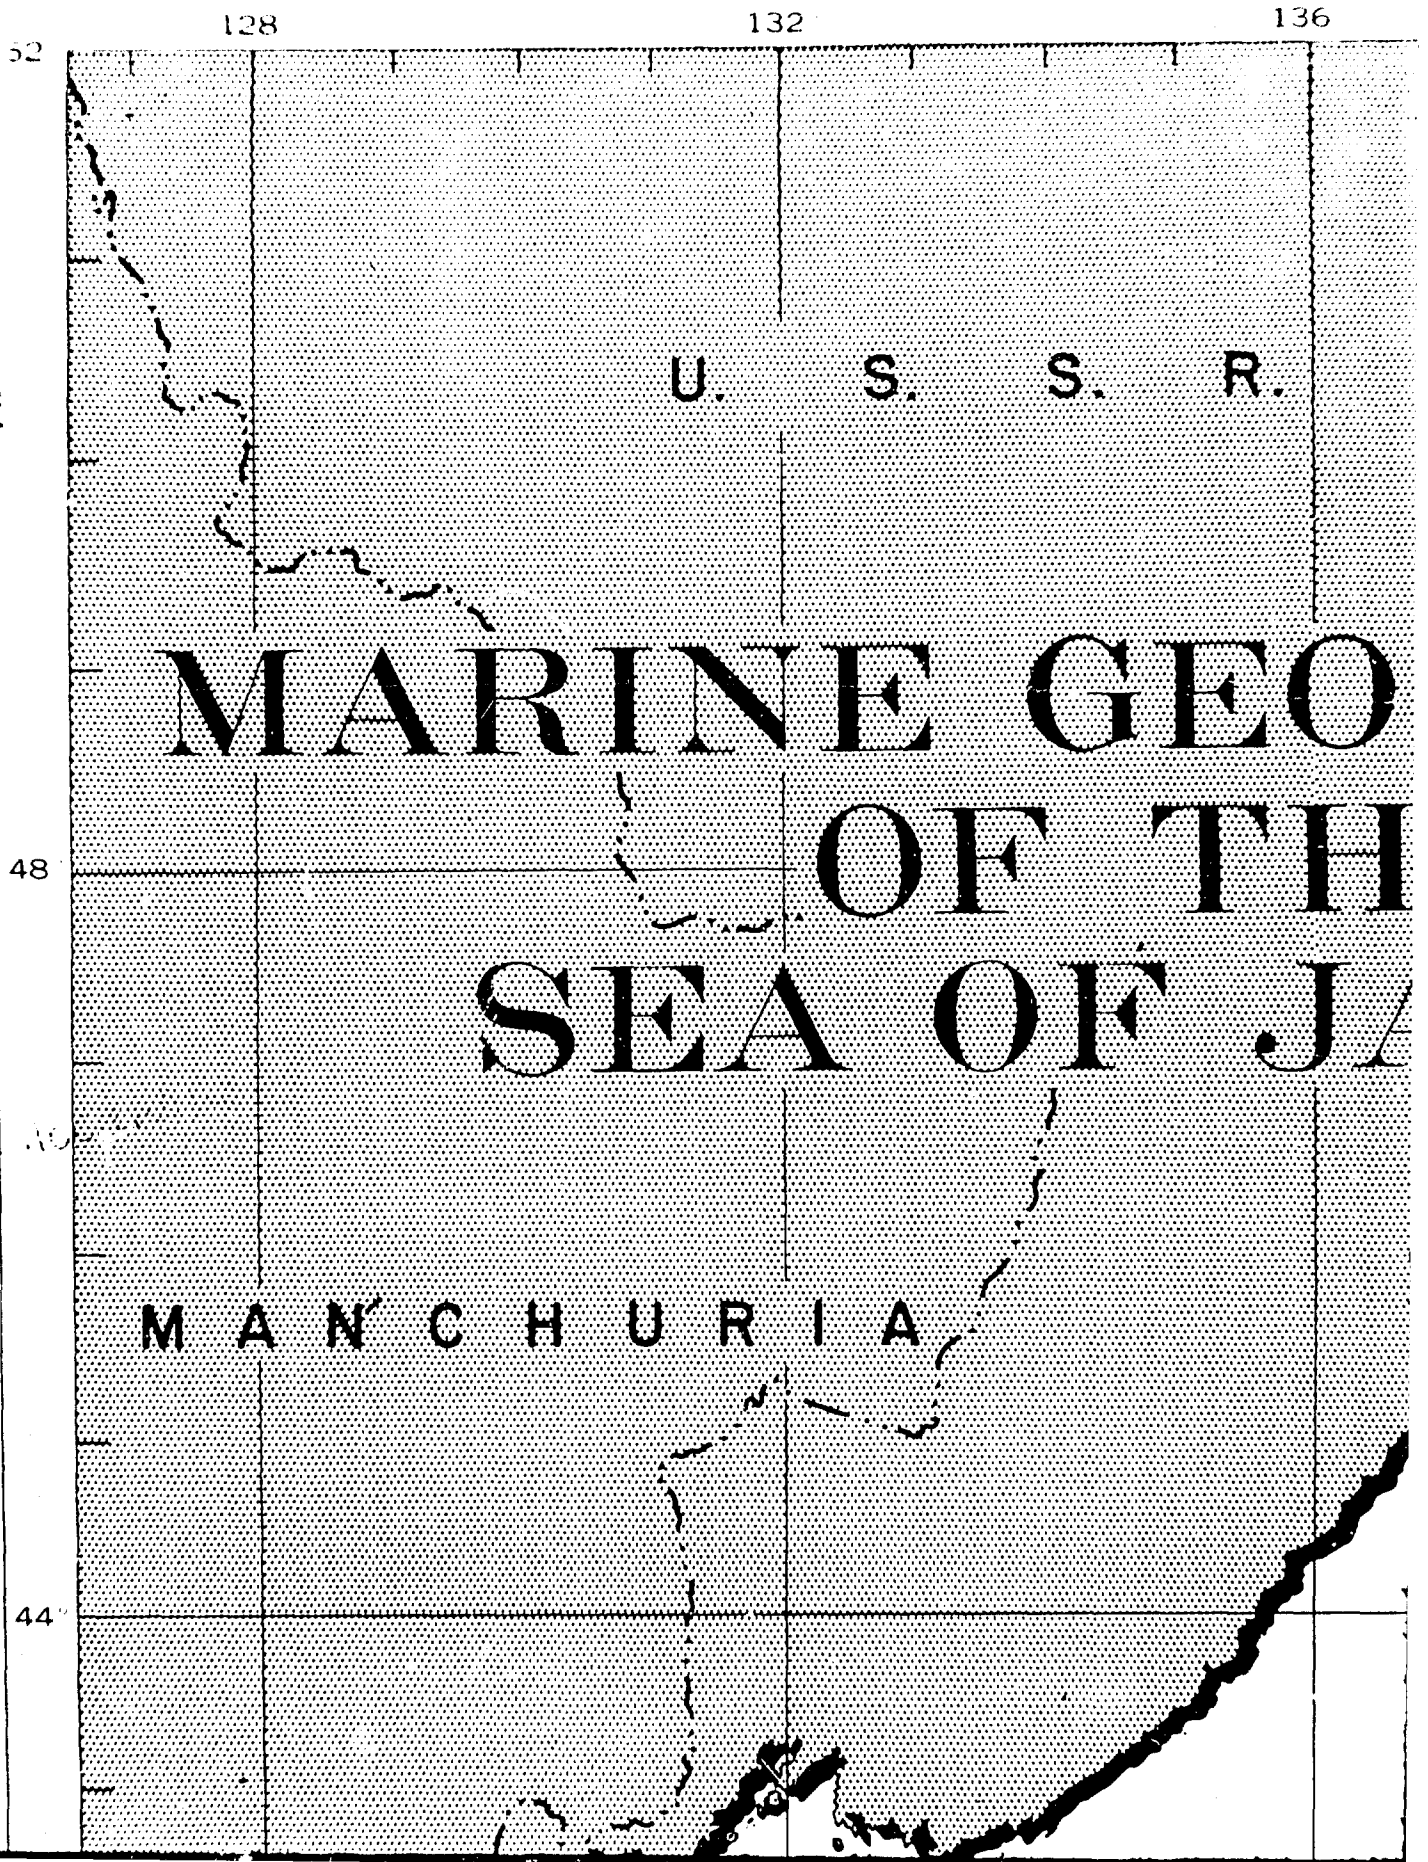 128 132 136
52
U. S. S. R.
MARINE GEO
OF TH
48
SEA OF JA
MANCHURIA
44°